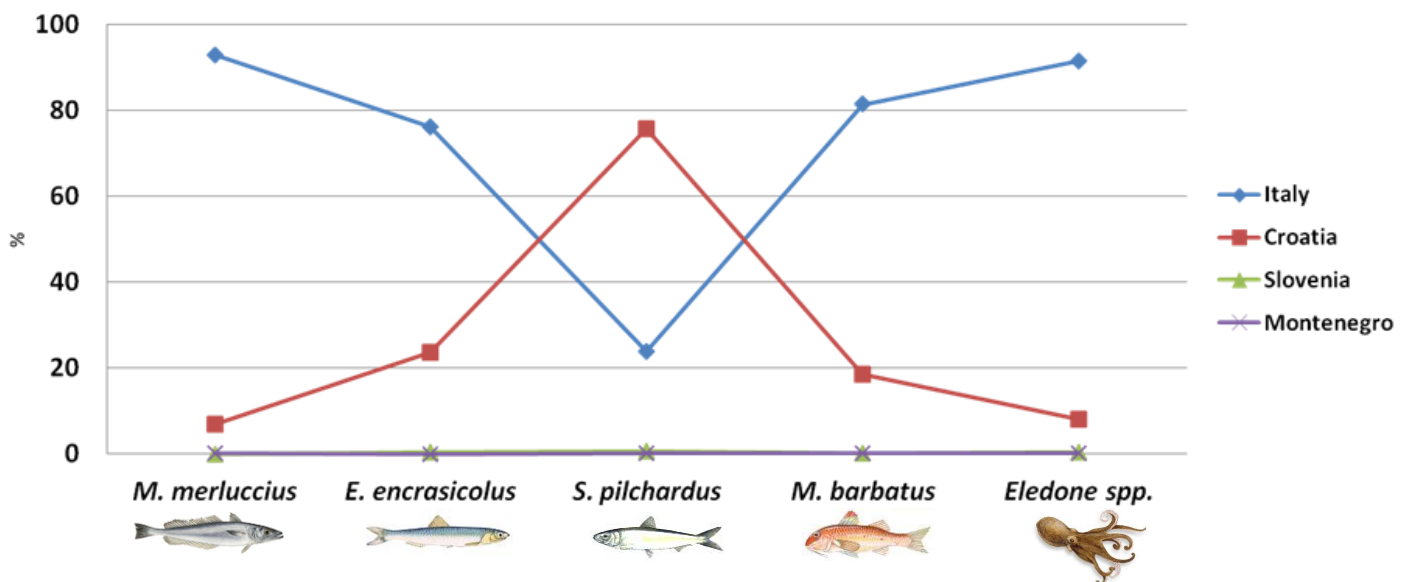 100
80
60
40
20
0
%
M. merluccius
E. encrasicolus
S. pilchardus
M. barbatus
Eledone spp.
Italy
Croatia
Slovenia
Montenegro